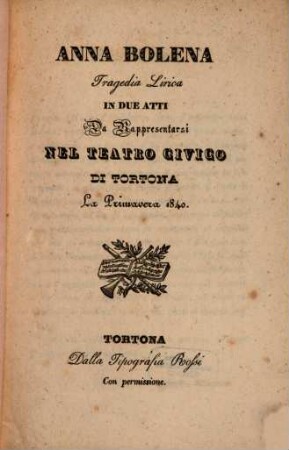 ANNA BOLENA
Tragedia Lirica
IN DUE ATTI
Da Rappresentarsi
NEL TEATRO CIVICO
DI TORTONA
La Primavera 1840.
TORTONA
Dalla Tipografia Rossi
Con permissione.